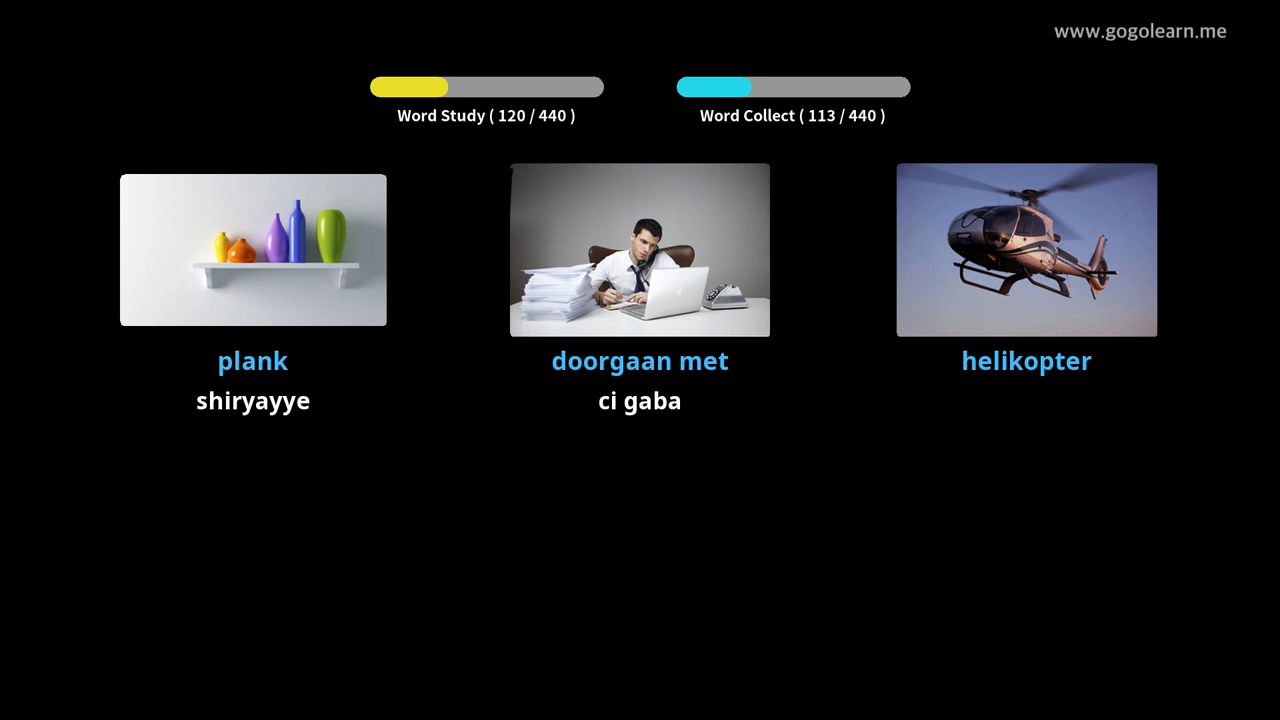 www.gogolearn.me
Word Study ( 120 / 440 )
Word Collect ( 113 / 440 )
plank
doorgaan met
helikopter
shiryayye
ci gaba